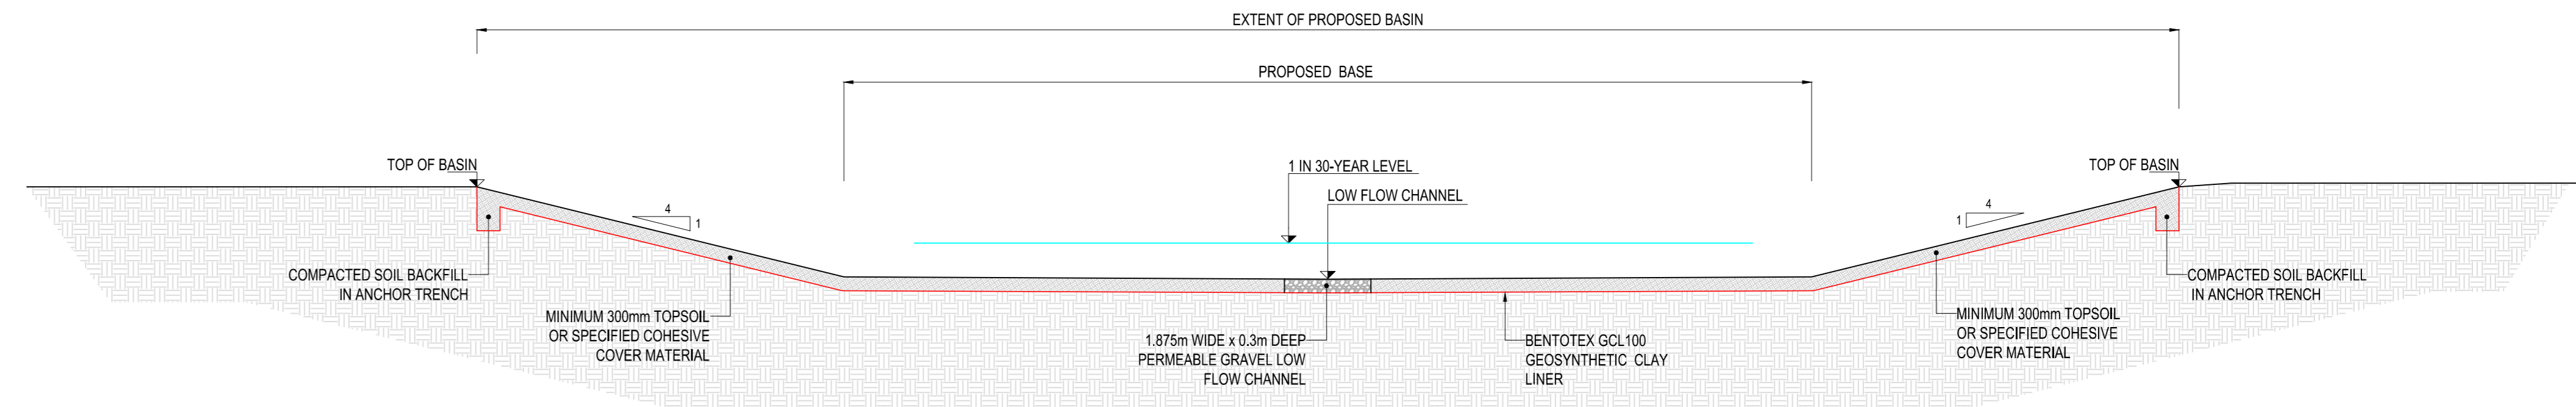 EXTENT OF PROPOSED BASIN
PROPOSED BASE
TOP OF BASIN
1 IN 30-YEAR LEVEL
TOP OF BASIN
LOW FLOW CHANNEL
4
1
4
1
COMPACTED SOIL BACKFILL
IN ANCHOR TRENCH
COMPACTED SOIL BACKFILL
IN ANCHOR TRENCH
MINIMUM 300mm TOPSOIL
OR SPECIFIED COHESIVE
COVER MATERIAL
1.875m WIDE x 0.3m DEEP
PERMEABLE GRAVEL LOW
FLOW CHANNEL
BENTOTEX GCL100
GEOSYNTHETIC CLAY
LINER
MINIMUM 300mm TOPSOIL
OR SPECIFIED COHESIVE
COVER MATERIAL